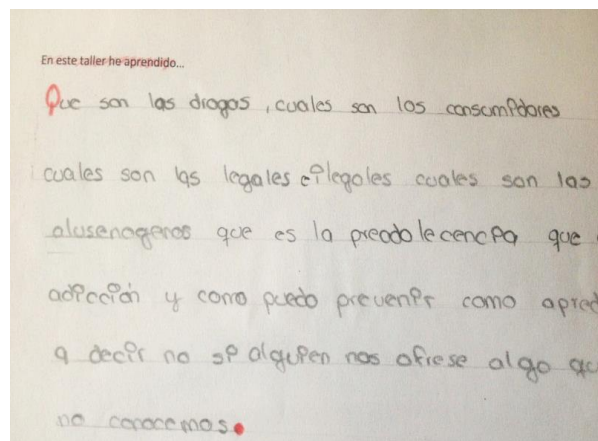 En este taller he aprendido...
Que son las drogas, cuales son los consumidores
cuales son las legales e ilegales cuales son las
alusenogeros que es la preadolecencia que
adicción y como puedo prevenir como apred
a decir no si alguien nos ofrese algo qu
no conocemos.